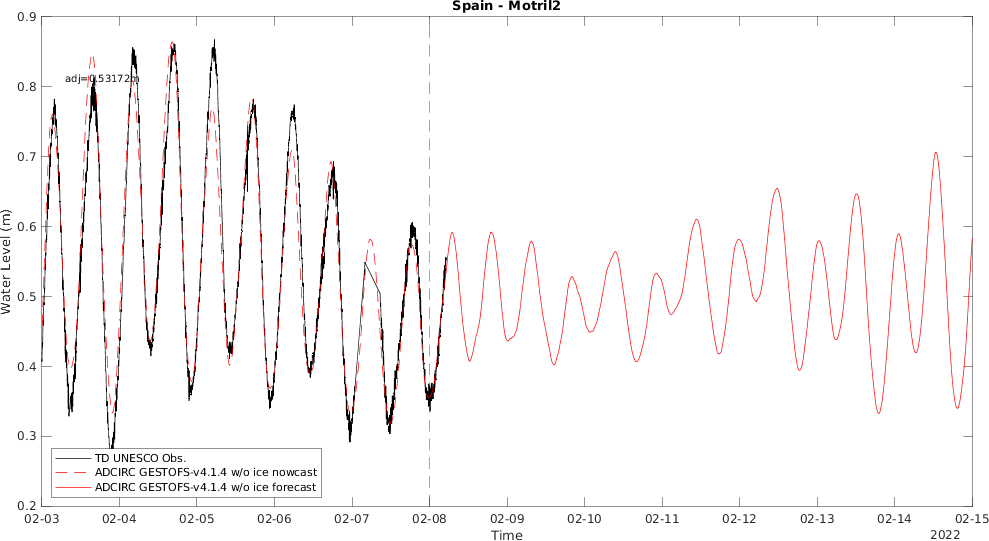 Spain - Motril2
0.9
0.8
0.7
0.6
0.5
0.4
0.3
0.2
Water Level (m)
adj=0.53172m
TD UNESCO Obs.
ADCIRC GESTOFS-v4.1.4 w/o ice nowcast
ADCIRC GESTOFS-v4.1.4 w/o ice forecast
02-03 02-04 02-05 02-06 02-07 02-08 02-09 02-10 02-11 02-12 02-13 02-14 02-15
Time
2022